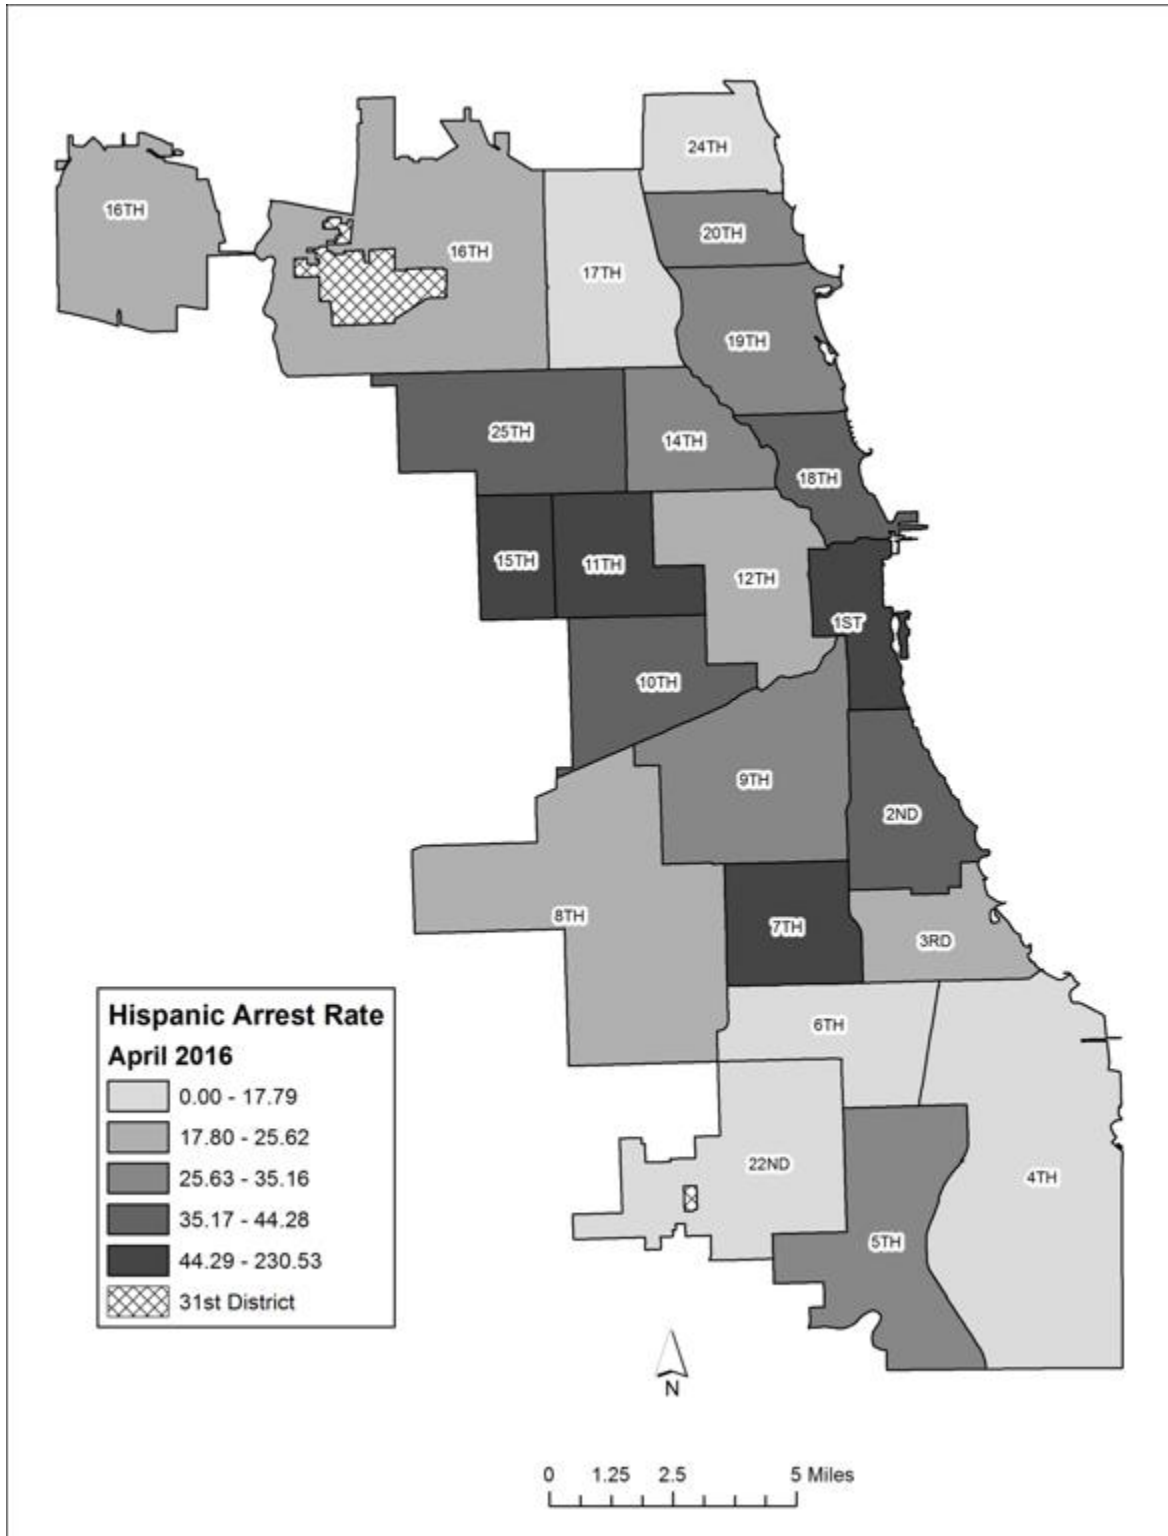 24TH
16TH
20TH
16TH
17TH
19TH
25TH
14TH
18TH
15TH
11TH
12TH
1ST
10TH
9TH
2ND
8TH
7TH
3RD
6TH
22ND
4TH
5TH
Hispanic Arrest Rate
April 2016
0.00 - 17.79
17.80 - 25.62
25.63 - 35.16
35.17 - 44.28
44.29 - 230.53
31st District
N
0 1.25 2.5 5 Miles